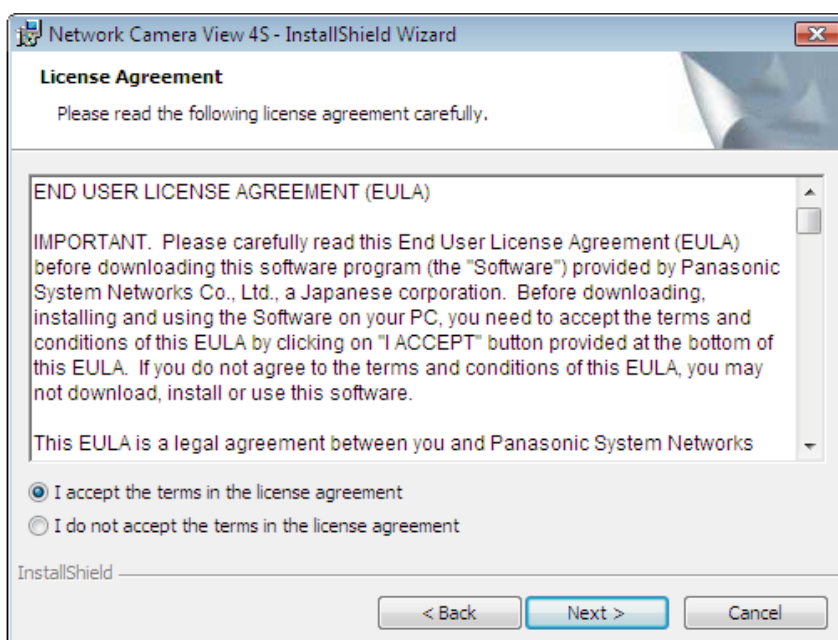 Network Camera View 4S - InstallShield Wizard
License Agreement
Please read the following license agreement carefully.
END USER LICENSE AGREEMENT (EULA)
IMPORTANT.  Please carefully read this End User License Agreement (EULA)
before downloading this software program (the "Software") provided by Panasonic
System Networks Co., Ltd., a Japanese corporation.  Before downloading,
installing and using the Software on your PC, you need to accept the terms and
conditions of this EULA by clicking on "I ACCEPT" button provided at the bottom of
this EULA.  If you do not agree to the terms and conditions of this EULA, you may
not download, install or use this software.
This EULA is a legal agreement between you and Panasonic System Networks
I accept the terms in the license agreement
I do not accept the terms in the license agreement
InstallShield
< Back
Next >
Cancel